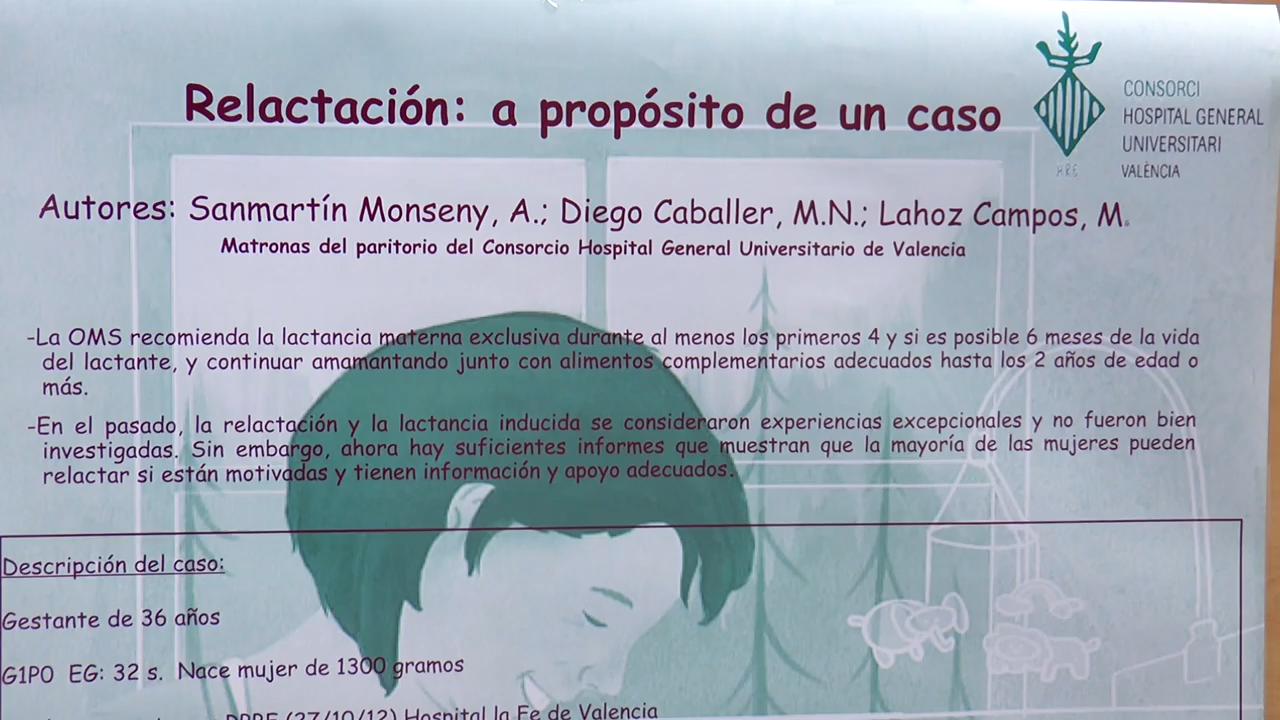 Relactación: a propósito de un caso
CONSORCI
HOSPITAL GENERAL
UNIVERSITARI
VALÈNCIA
Autores: Sanmartín Monseny, A.; Diego Caballer, M.N.; Lahoz Campos, M.
Matronas del paritorio del Consorcio Hospital General Universitario de Valencia
-La OMS recomienda la lactancia materna exclusiva durante al menos los primeros 4 y si es posible 6 meses de la vida
del lactante, y continuar amamantando junto con alimentos complementarios adecuados hasta los 2 años de edad o
más.
-En el pasado, la relactación y la lactancia inducida se consideraron experiencias excepcionales y no fueron bien
investigadas. Sin embargo, ahora hay suficientes informes que muestran que la mayoría de las mujeres pueden
relactar si están motivadas y tienen información y apoyo adecuados.
Descripción del caso:
Gestante de 36 años
G1P0 EG: 32 s. Nace mujer de 1300 gramos
(27/10/12) Hospital la Fe de Valencia